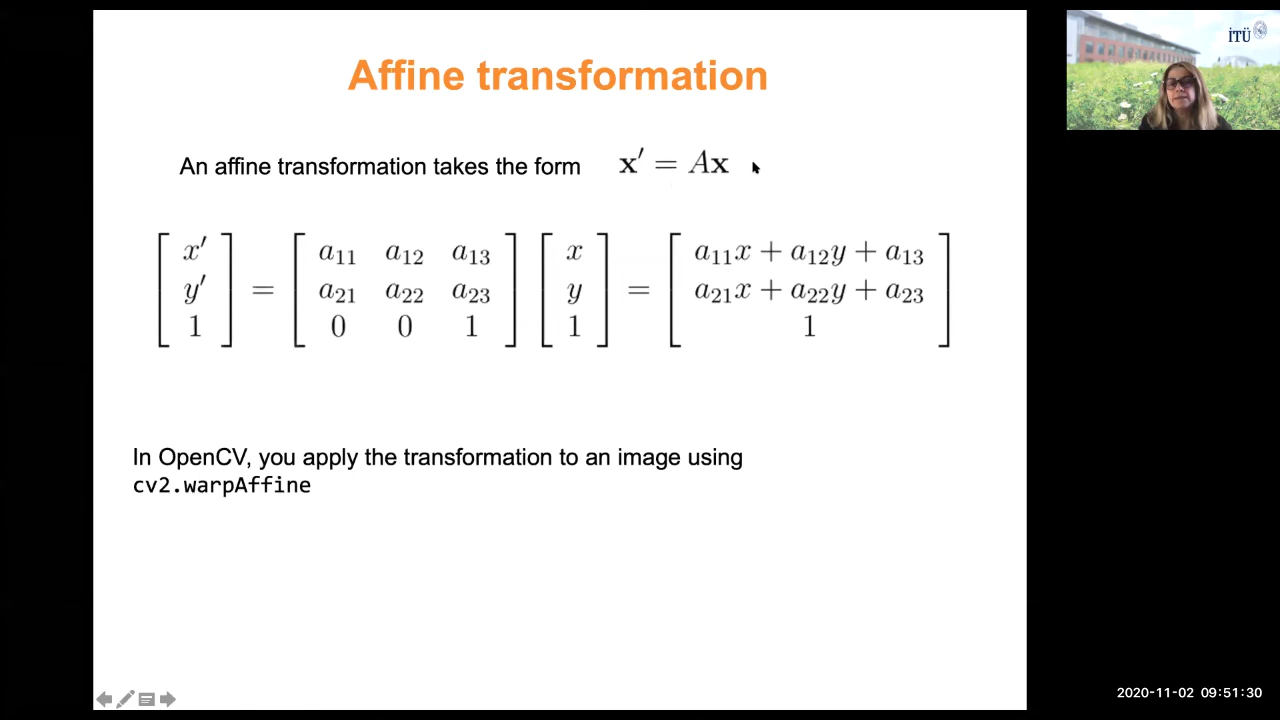 Affine transformation
An affine transformation takes the form x′ = Ax
[ x′ ] = [ a11 a12 a13 ] [ x ] = [ a11x + a12y + a13 ]
[ y′ ] = [ a21 a22 a23 ] [ y ] = [ a21x + a22y + a23 ]
[ 1 ] = [ 0 0 1 ] [ 1 ] = [ 1 ]
In OpenCV, you apply the transformation to an image using
cv2.warpAffine
İTÜ
2020-11-02 09:51:30